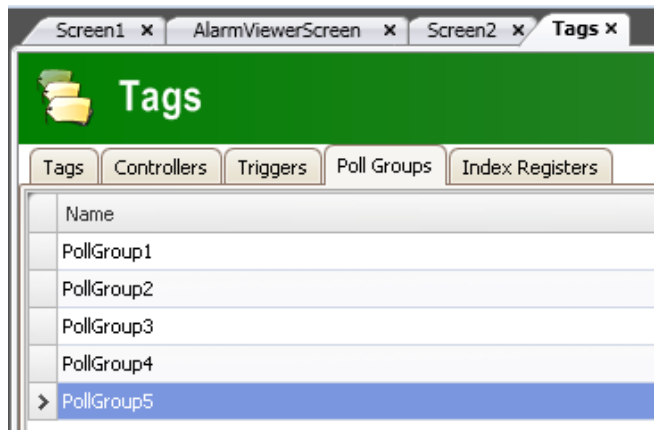 Screen1 x AlarmViewerScreen x Screen2 x Tags x
Tags
Tags Controllers Triggers Poll Groups Index Registers
Name
PollGroup1
PollGroup2
PollGroup3
PollGroup4
PollGroup5